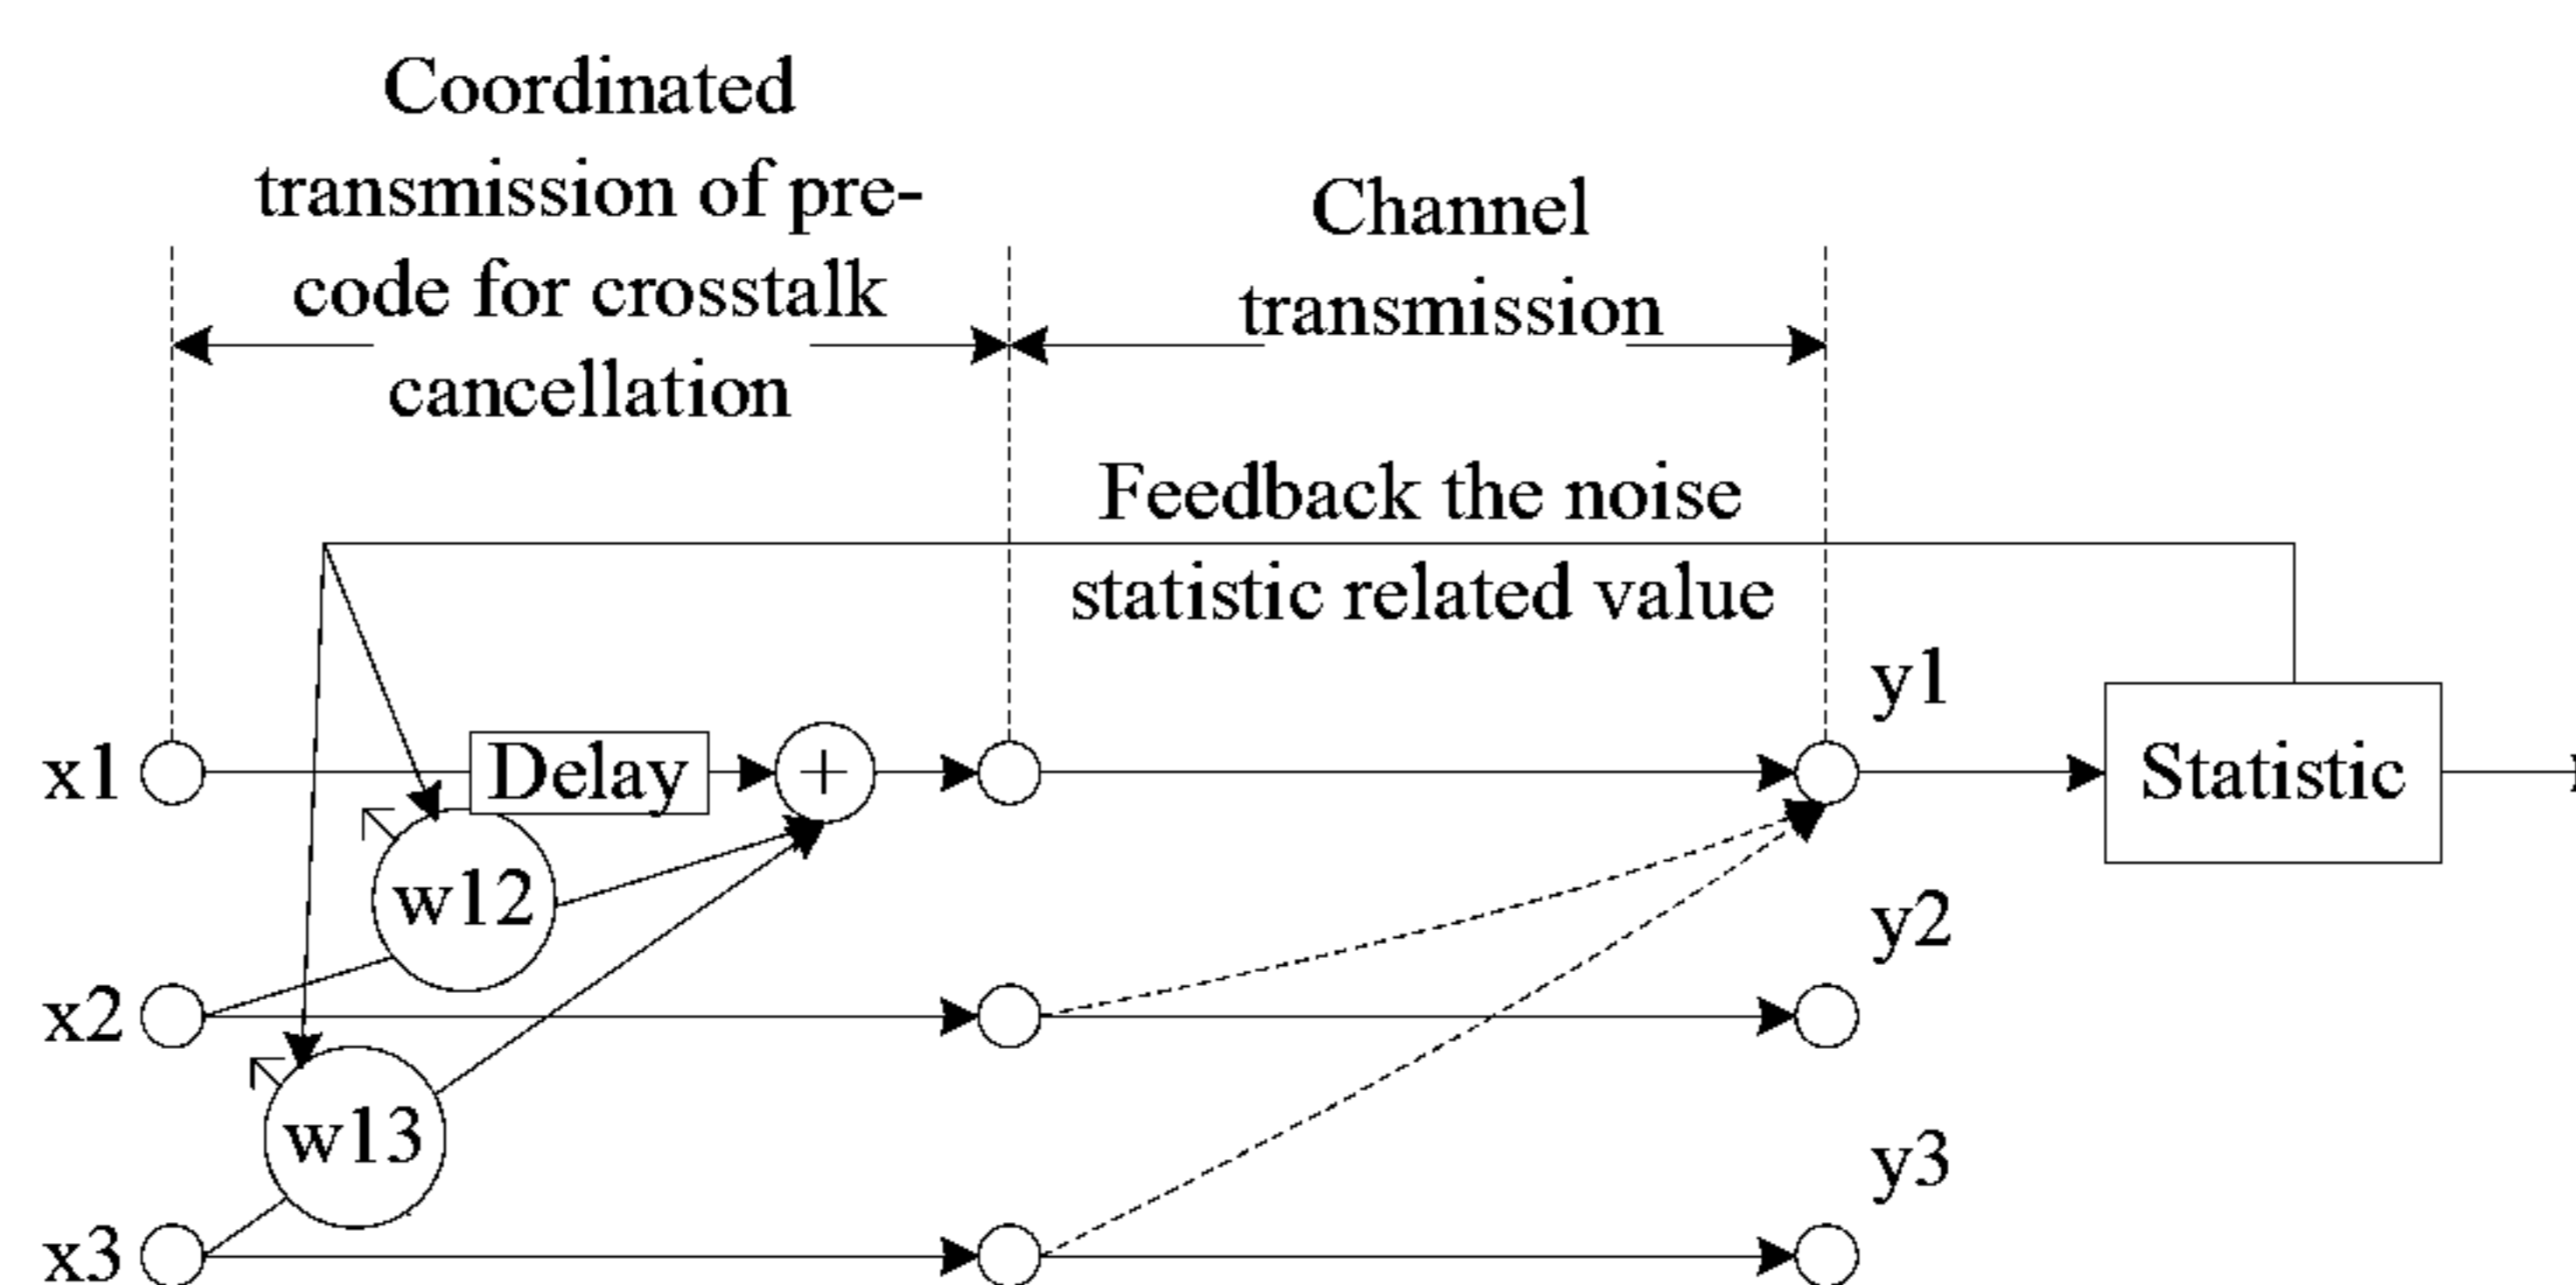 Coordinated
transmission of pre-
code for crosstalk
cancellation
Channel
transmission
Feedback the noise
statistic related value
y1
x1
Delay
+
Statistic
w12
y2
x2
w13
y3
x3